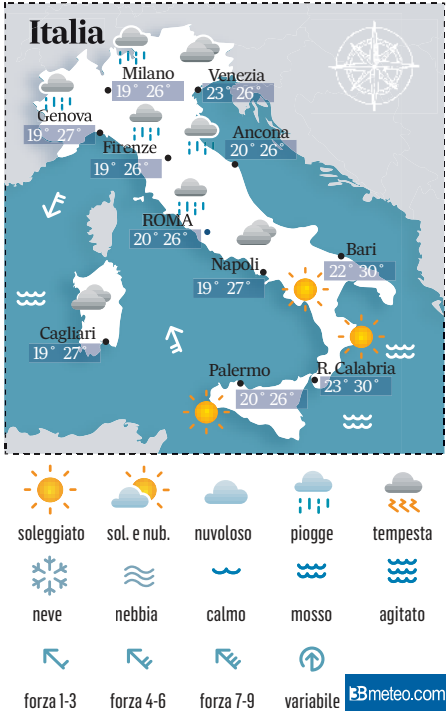 Italia
Milano
19° 26°
Venezia
23° 26°
Genova
19° 27°
Firenze
19° 26°
Ancona
20° 26°
ROMA
20° 26°
Napoli
19° 27°
Bari
22° 30°
Cagliari
19° 27°
Palermo
20° 26°
R. Calabria
23° 30°
soleggiato sol. e nub. nuvoloso piogge tempesta
neve nebbia calmo mosso agitato
forza 1-3 forza 4-6 forza 7-9 variabile
3Bmeteo.com